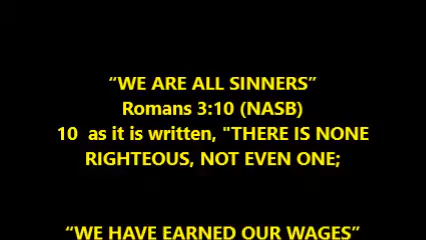 “WE ARE ALL SINNERS”
Romans 3:10 (NASB)
10  as it is written, "THERE IS NONE
RIGHTEOUS, NOT EVEN ONE;
“WE HAVE EARNED OUR WAGES”